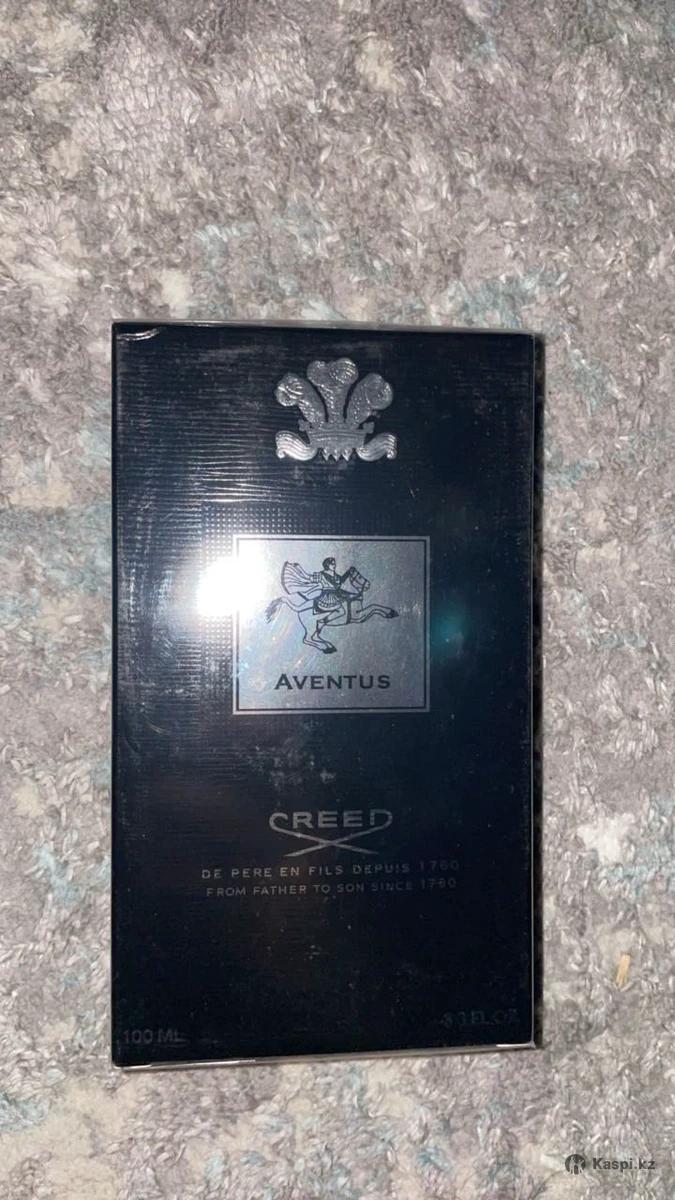 AVENTUS
CREED
DE PERE EN FILS DEPUIS 1760
FROM FATHER TO SON SINCE 1760
100 ML
3.3 FL.OZ
Kaspi.kz